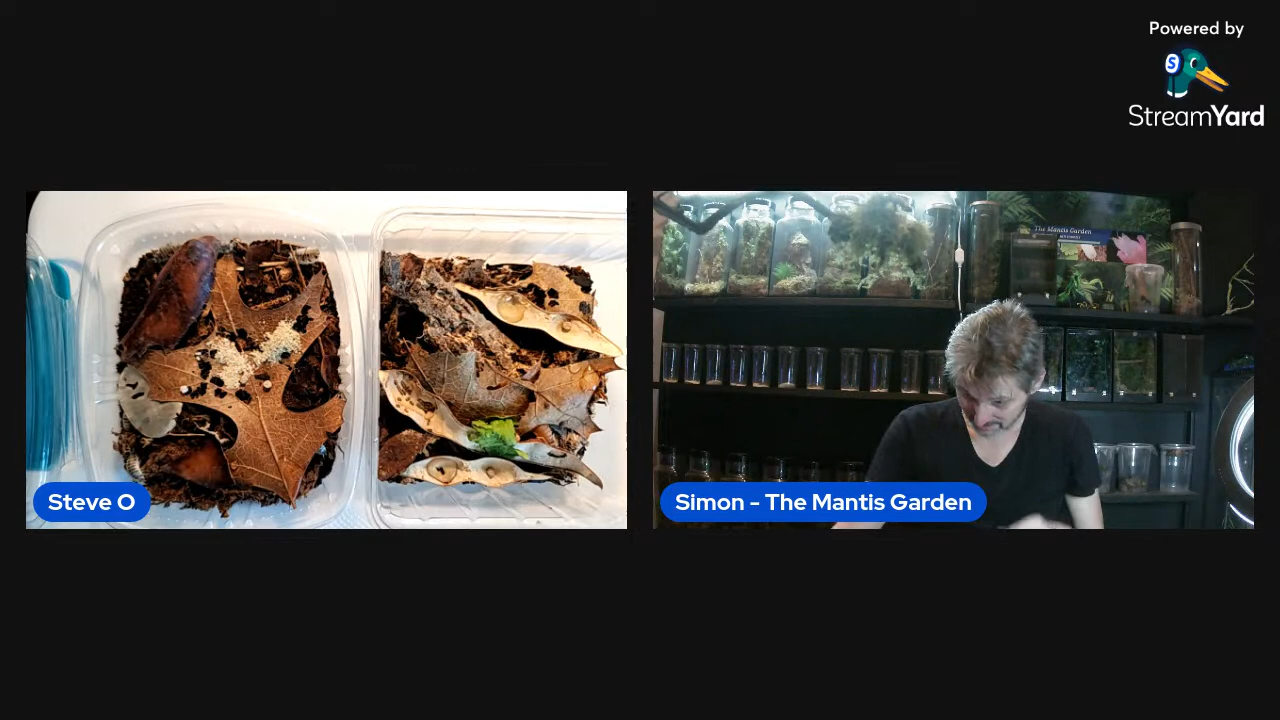 Powered by
S
StreamYard
The Mantis Garden
Steve O
Simon - The Mantis Garden